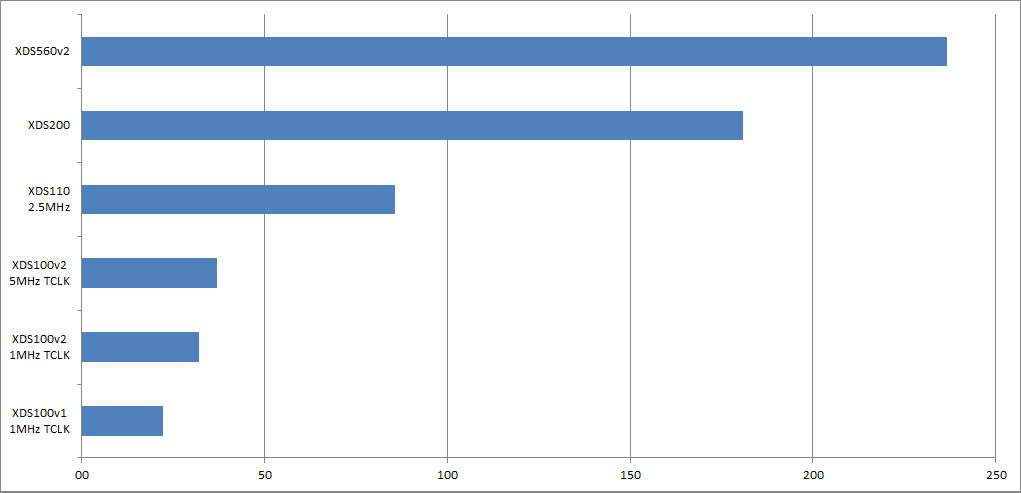 XDS560v2
XDS200
XDS110
2.5MHz
XDS100v2
5MHz TCLK
XDS100v2
1MHz TCLK
XDS100v1
1MHz TCLK
00 50 100 150 200 250